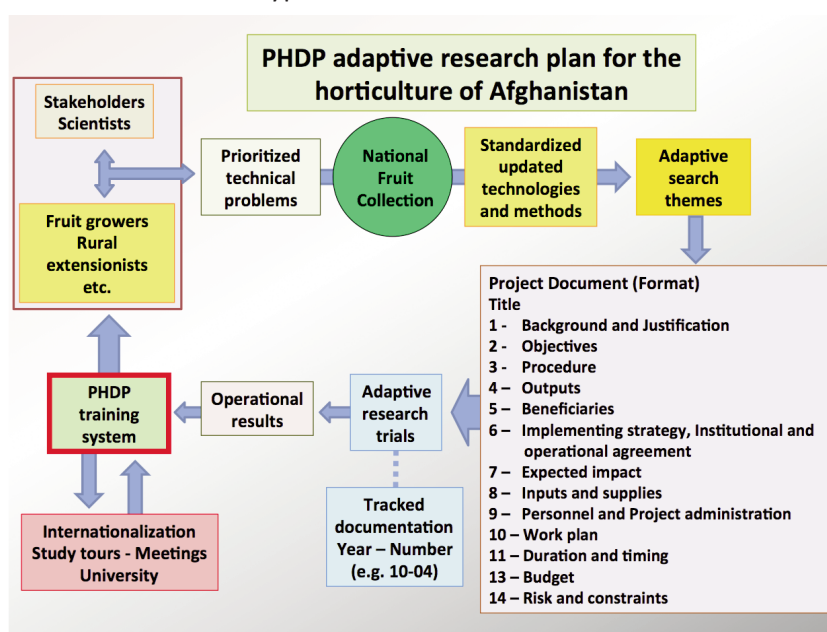 PHDP adaptive research plan for the
horticulture of Afghanistan
Stakeholders
Scientists
Fruit growers
Rural
extensionists
etc.
Prioritized
technical
problems
National
Fruit
Collection
Standardized
updated
technologies
and methods
Adaptive
search
themes
Project Document (Format)
Title
1 - Background and Justification
2 - Objectives
3 - Procedure
4 – Outputs
5 – Beneficiaries
6 – Implementing strategy, Institutional and
operational agreement
7 – Expected impact
8 – Inputs and supplies
9 – Personnel and Project administration
10 – Work plan
11 – Duration and timing
13 – Budget
14 – Risk and constraints
Adaptive
research
trials
Tracked
documentation
Year – Number
(e.g. 10-04)
Operational
results
PHDP
training
system
Internationalization
Study tours - Meetings
University